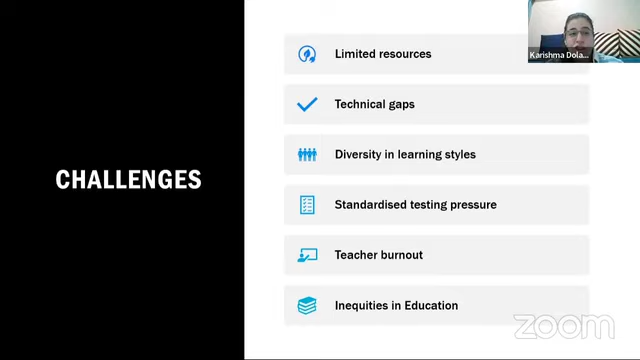 CHALLENGES
Limited resources
Technical gaps
Diversity in learning styles
Standardised testing pressure
Teacher burnout
Inequities in Education
Karishma Dola...
zoom